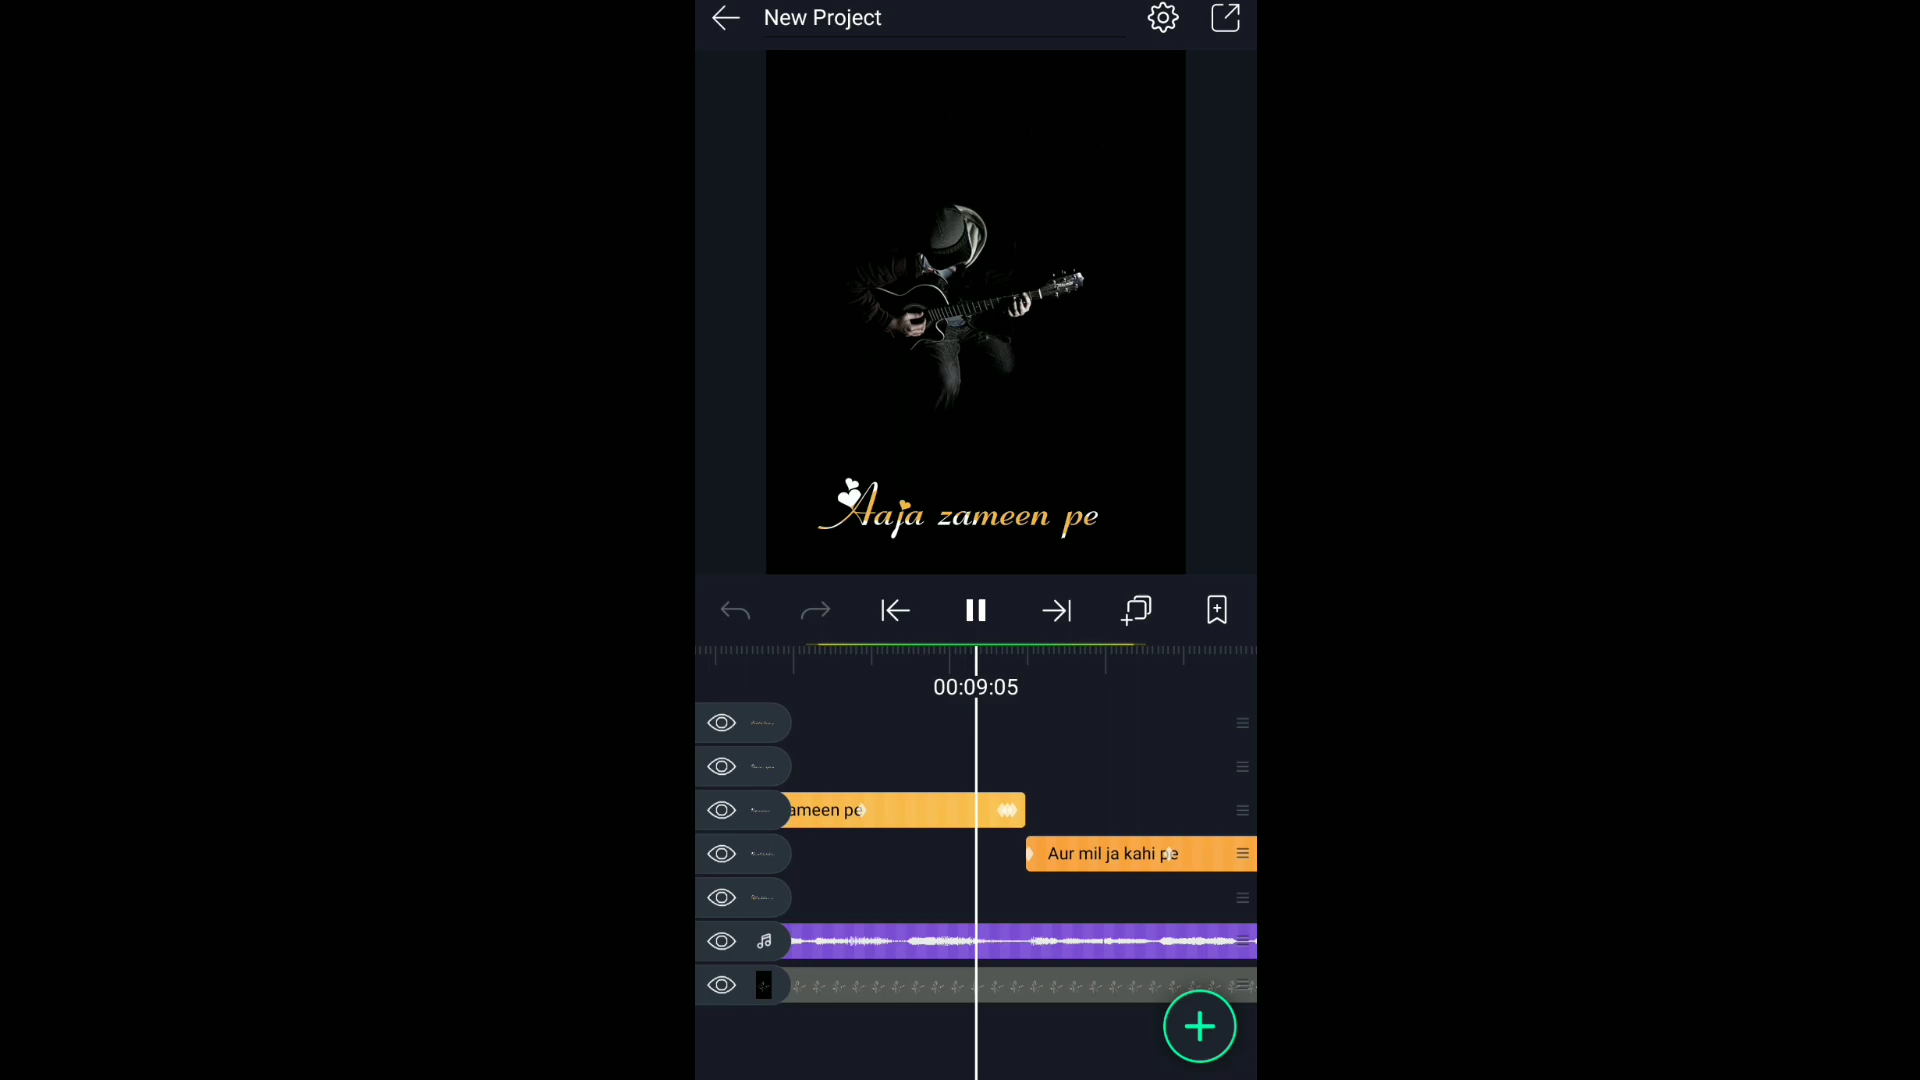 New Project
Aaja zameen pe
00:09:05
ameen pe
Aur mil ja kahi pe